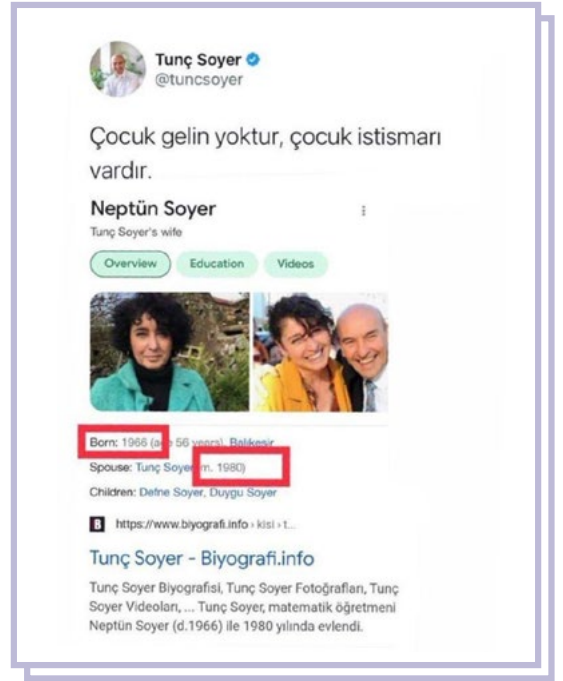 Tunç Soyer
@tuncsoyer
Çocuk gelin yoktur, çocuk istismarı
vardır.
Neptün Soyer
Tunç Soyer's wife
Overview Education Videos
Born: 1966 (age 56 years), Balıkesir
Spouse: Tunç Soyer (m. 1980)
Children: Defne Soyer, Duygu Soyer
B https://www.biyografi.info › kisi › t...
Tunç Soyer - Biyografi.info
Tunç Soyer Biyografisi, Tunç Soyer Fotoğrafları, Tunç
Soyer Videoları, ... Tunç Soyer, matematik öğretmeni
Neptün Soyer (d.1966) ile 1980 yılında evlendi.